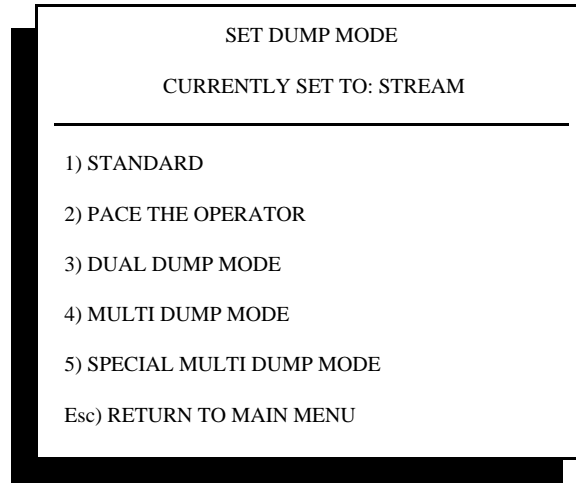 SET DUMP MODE
CURRENTLY SET TO: STREAM
1) STANDARD
2) PACE THE OPERATOR
3) DUAL DUMP MODE
4) MULTI DUMP MODE
5) SPECIAL MULTI DUMP MODE
Esc) RETURN TO MAIN MENU